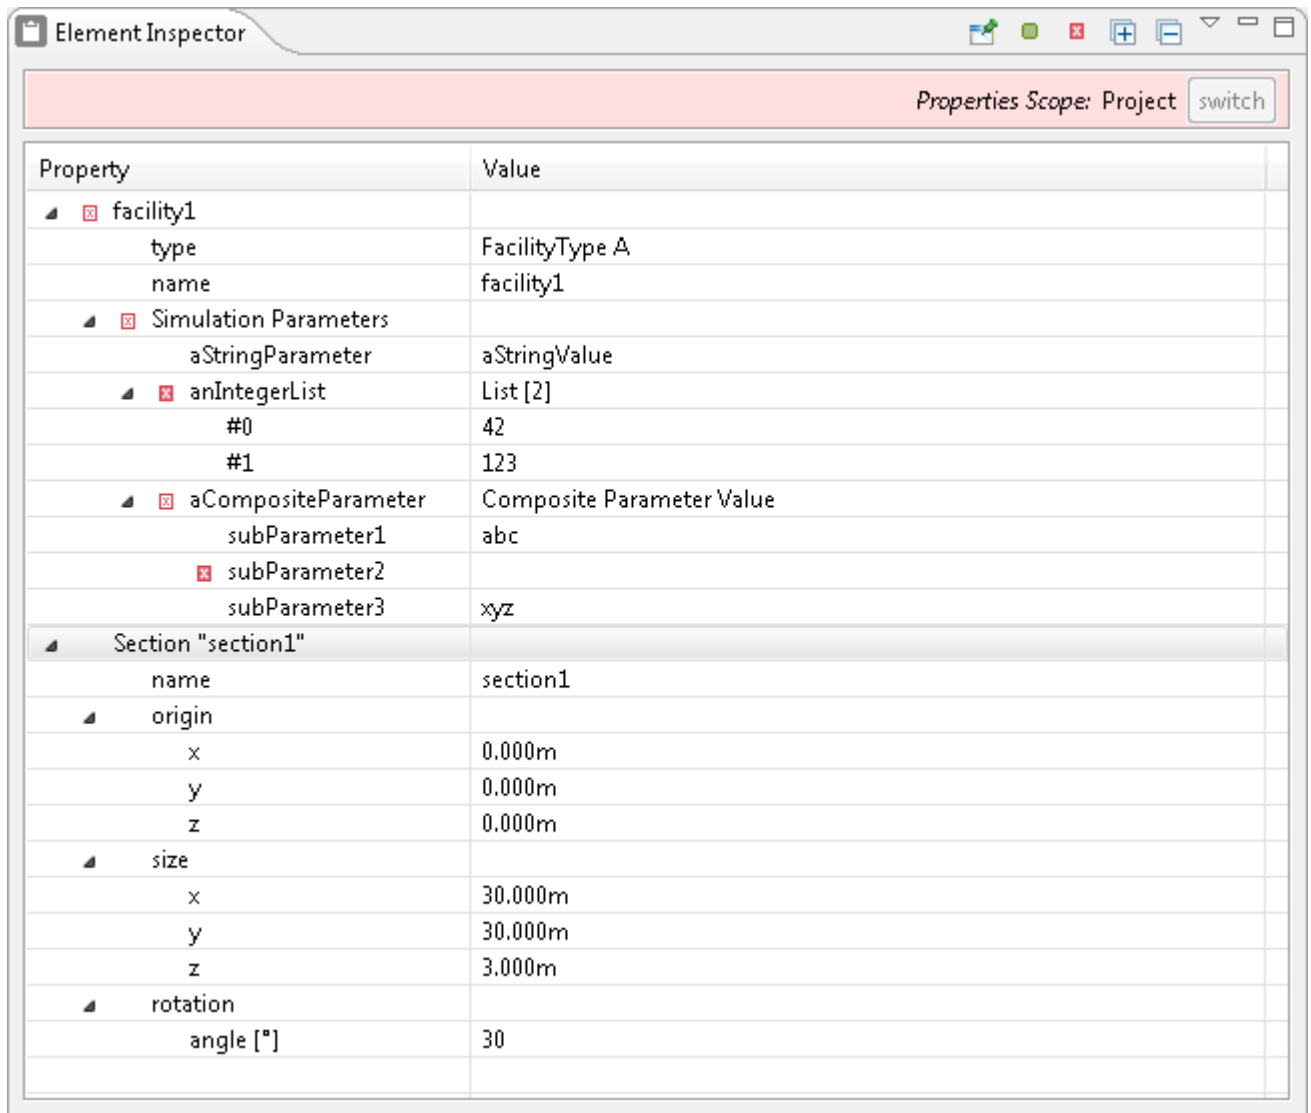 Element Inspector
Properties Scope: Project switch
Property Value
facility1
type FacilityType A
name facility1
Simulation Parameters
aStringParameter aStringValue
anIntegerList List [2]
#0 42
#1 123
aCompositeParameter Composite Parameter Value
subParameter1 abc
subParameter2
subParameter3 xyz
Section "section1"
name section1
origin
x 0.000m
y 0.000m
z 0.000m
size
x 30.000m
y 30.000m
z 3.000m
rotation
angle [°] 30